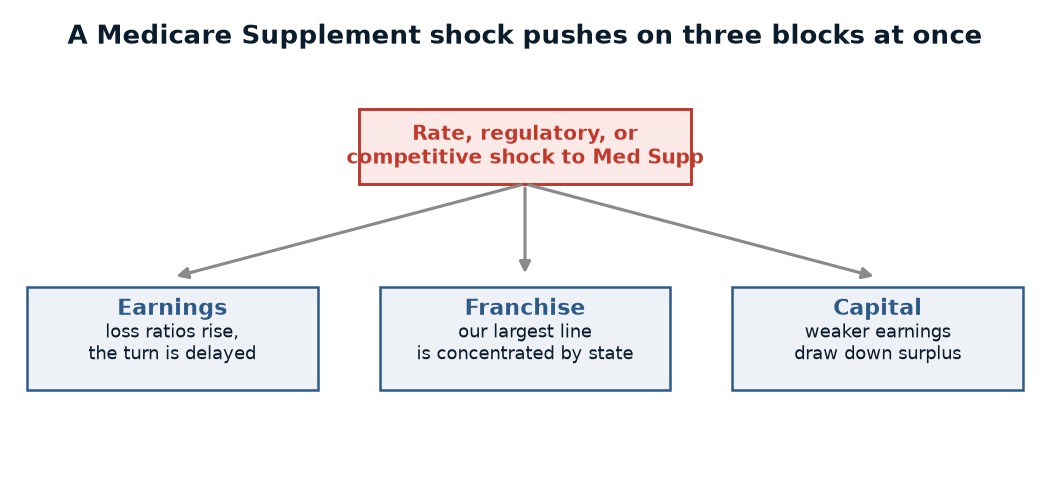 A Medicare Supplement shock pushes on three blocks at once
Rate, regulatory, or
competitive shock to Med Supp
Earnings
loss ratios rise,
the turn is delayed
Franchise
our largest line
is concentrated by state
Capital
weaker earnings
draw down surplus